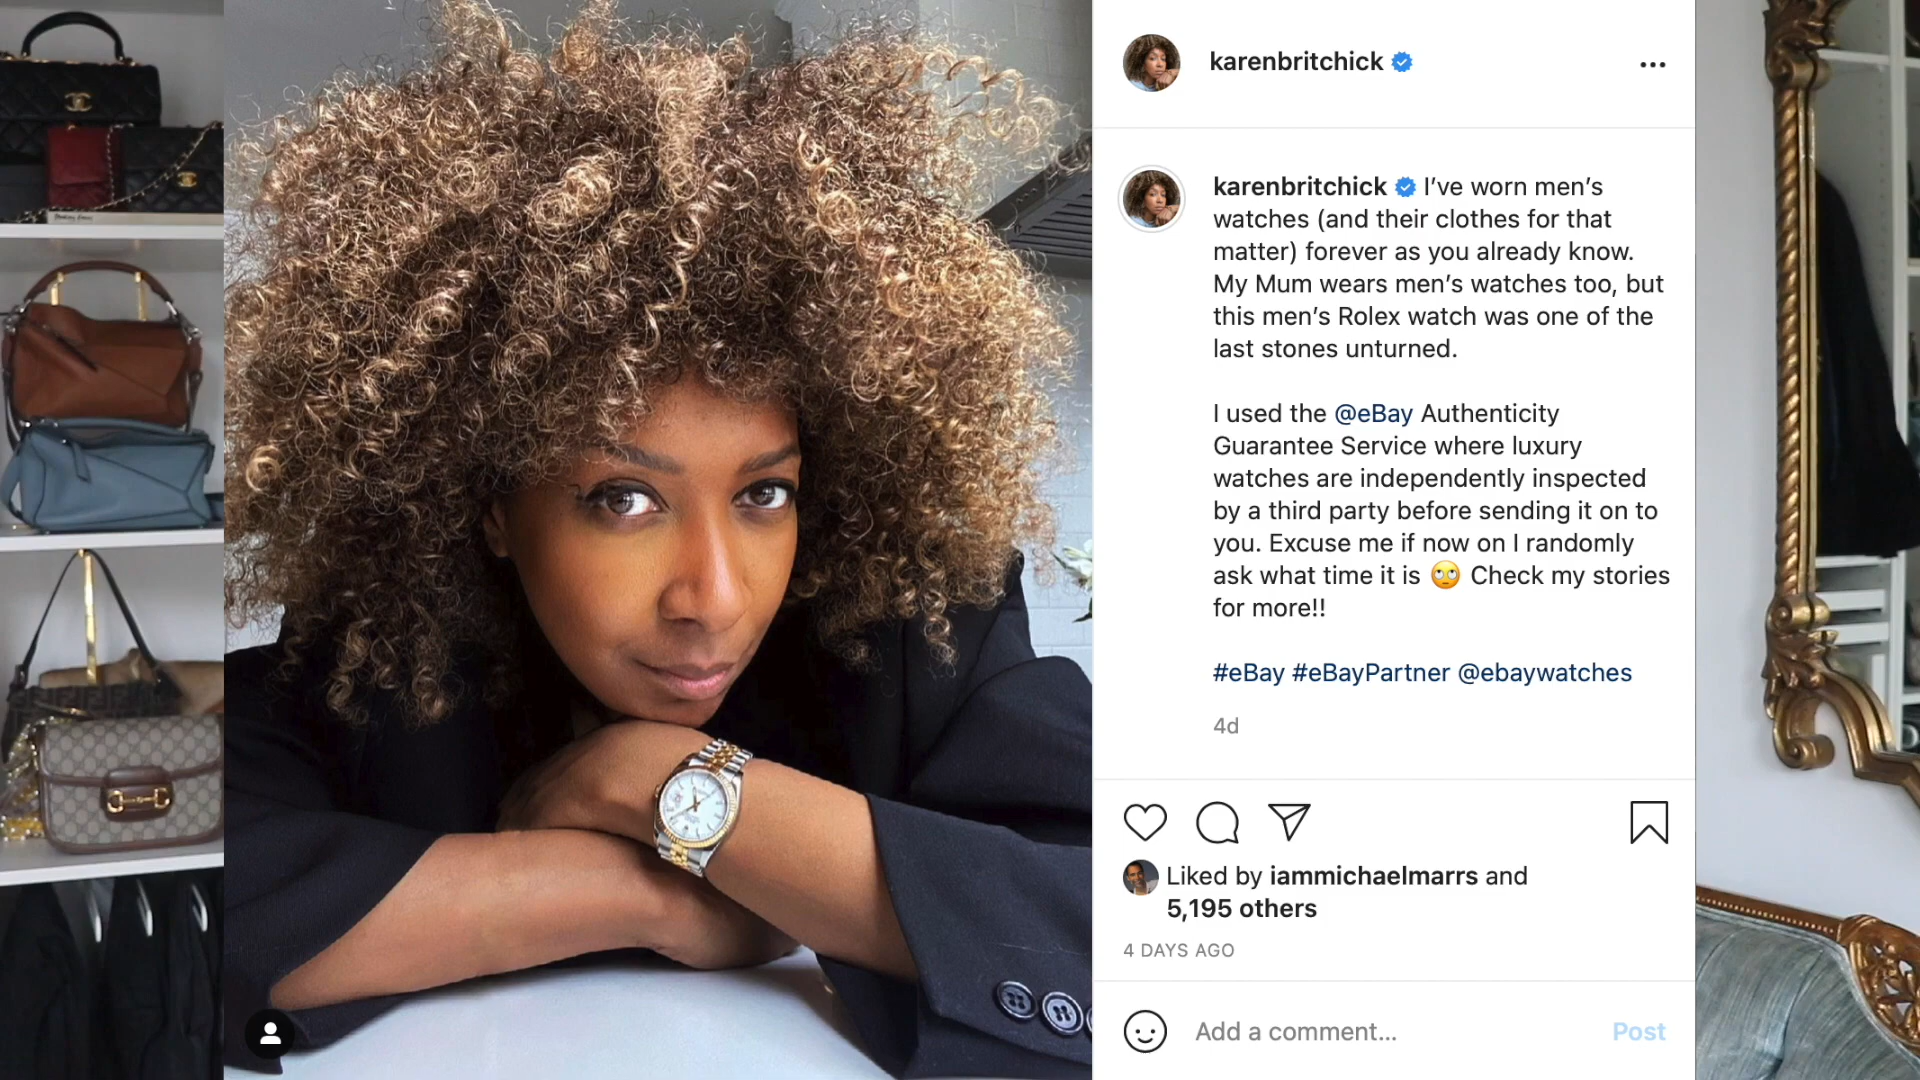 karenbritchick
karenbritchick I’ve worn men’s
watches (and their clothes for that
matter) forever as you already know.
My Mum wears men’s watches too, but
this men’s Rolex watch was one of the
last stones unturned.
I used the @eBay Authenticity
Guarantee Service where luxury
watches are independently inspected
by a third party before sending it on to
you. Excuse me if now on I randomly
ask what time it is 🙄 Check my stories
for more!!
#eBay #eBayPartner @ebaywatches
4d
Liked by iammichaelmarrs and
5,195 others
4 DAYS AGO
Add a comment...
Post